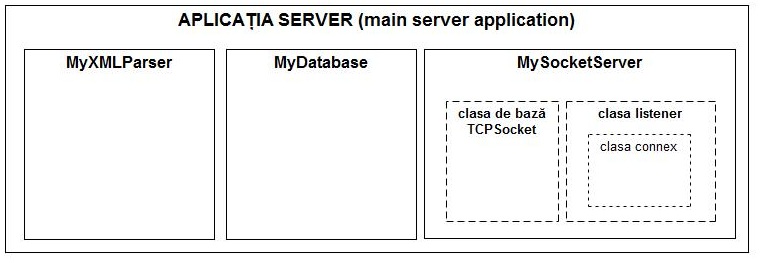 APLICAȚIA SERVER (main server application)
MyXMLParser
MyDatabase
MySocketServer
clasa de bază
TCPSocket
clasa listener
clasa connex